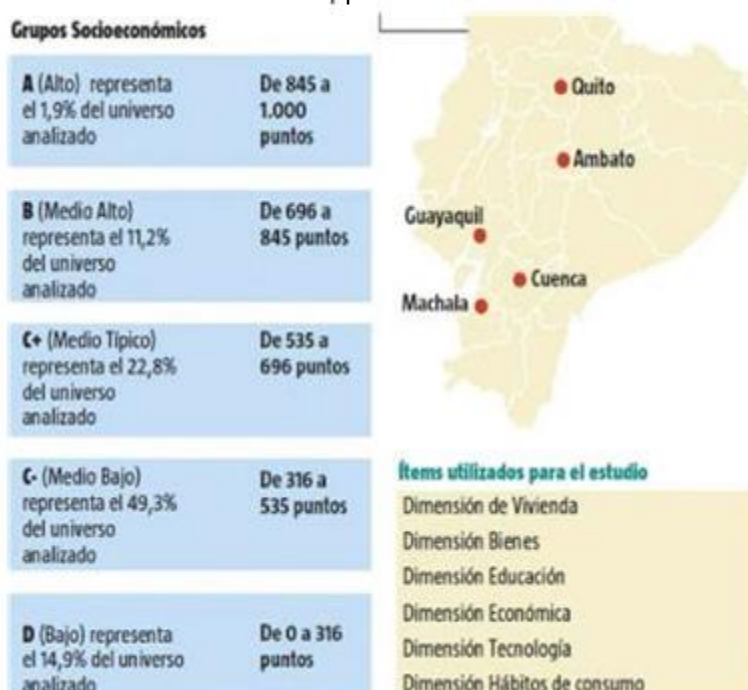 Grupos Socioeconómicos
A (Alto) representa
el 1,9% del universo
analizado
De 845 a
1.000
puntos
B (Medio Alto)
representa el 11,2%
del universo
analizado
De 696 a
845 puntos
C+ (Medio Típico)
representa el 22,8%
del universo
analizado
De 535 a
696 puntos
C- (Medio Bajo)
representa el 49,3%
del universo
analizado
De 316 a
535 puntos
D (Bajo) representa
el 14,9% del universo
analizado
De 0 a 316
puntos
Quito
Ambato
Guayaquil
Cuenca
Machala
Ítems utilizados para el estudio
Dimensión de Vivienda
Dimensión Bienes
Dimensión Educación
Dimensión Económica
Dimensión Tecnología
Dimensión Hábitos de consumo